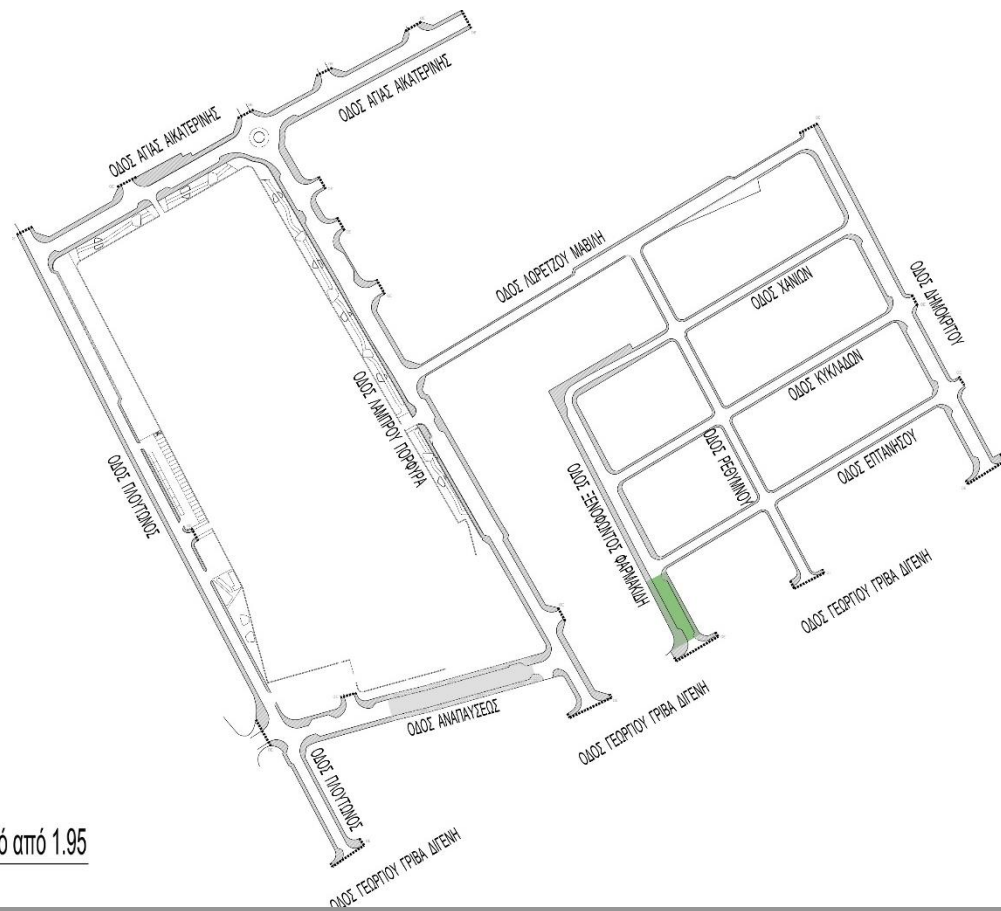 ΟΔΟΣ ΑΓΙΑΣ ΑΙΚΑΤΕΡΙΝΗΣ
ΟΔΟΣ ΑΓΙΑΣ ΑΙΚΑΤΕΡΙΝΗΣ
ΟΔΟΣ ΛΩΡΕΤΖΟΥ ΜΑΒΙΛΗ
ΟΔΟΣ ΧΑΝΙΩΝ
ΟΔΟΣ ΔΗΜΟΚΡΙΤΟΥ
ΟΔΟΣ ΚΥΚΛΑΔΩΝ
ΟΔΟΣ ΛΑΜΠΡΟΥ ΠΟΡΦΥΡΑ
ΟΔΟΣ ΡΕΘΥΜΝΟΥ
ΟΔΟΣ ΕΠΤΑΝΗΣΟΥ
ΟΔΟΣ ΠΛΟΥΤΩΝΟΣ
ΟΔΟΣ ΞΕΝΟΦΩΝΤΟΣ ΦΑΡΜΑΚΙΔΗ
ΟΔΟΣ ΓΕΩΡΓΙΟΥ ΓΡΙΒΑ ΔΙΓΕΝΗ
ΟΔΟΣ ΑΝΑΠΑΥΣΕΩΣ
ΟΔΟΣ ΓΕΩΡΓΙΟΥ ΓΡΙΒΑ ΔΙΓΕΝΗ
ΟΔΟΣ ΠΛΟΥΤΩΝΟΣ
ό από 1.95
ΟΔΟΣ ΓΕΩΡΓΙΟΥ ΓΡΙΒΑ ΔΙΓΕΝΗ